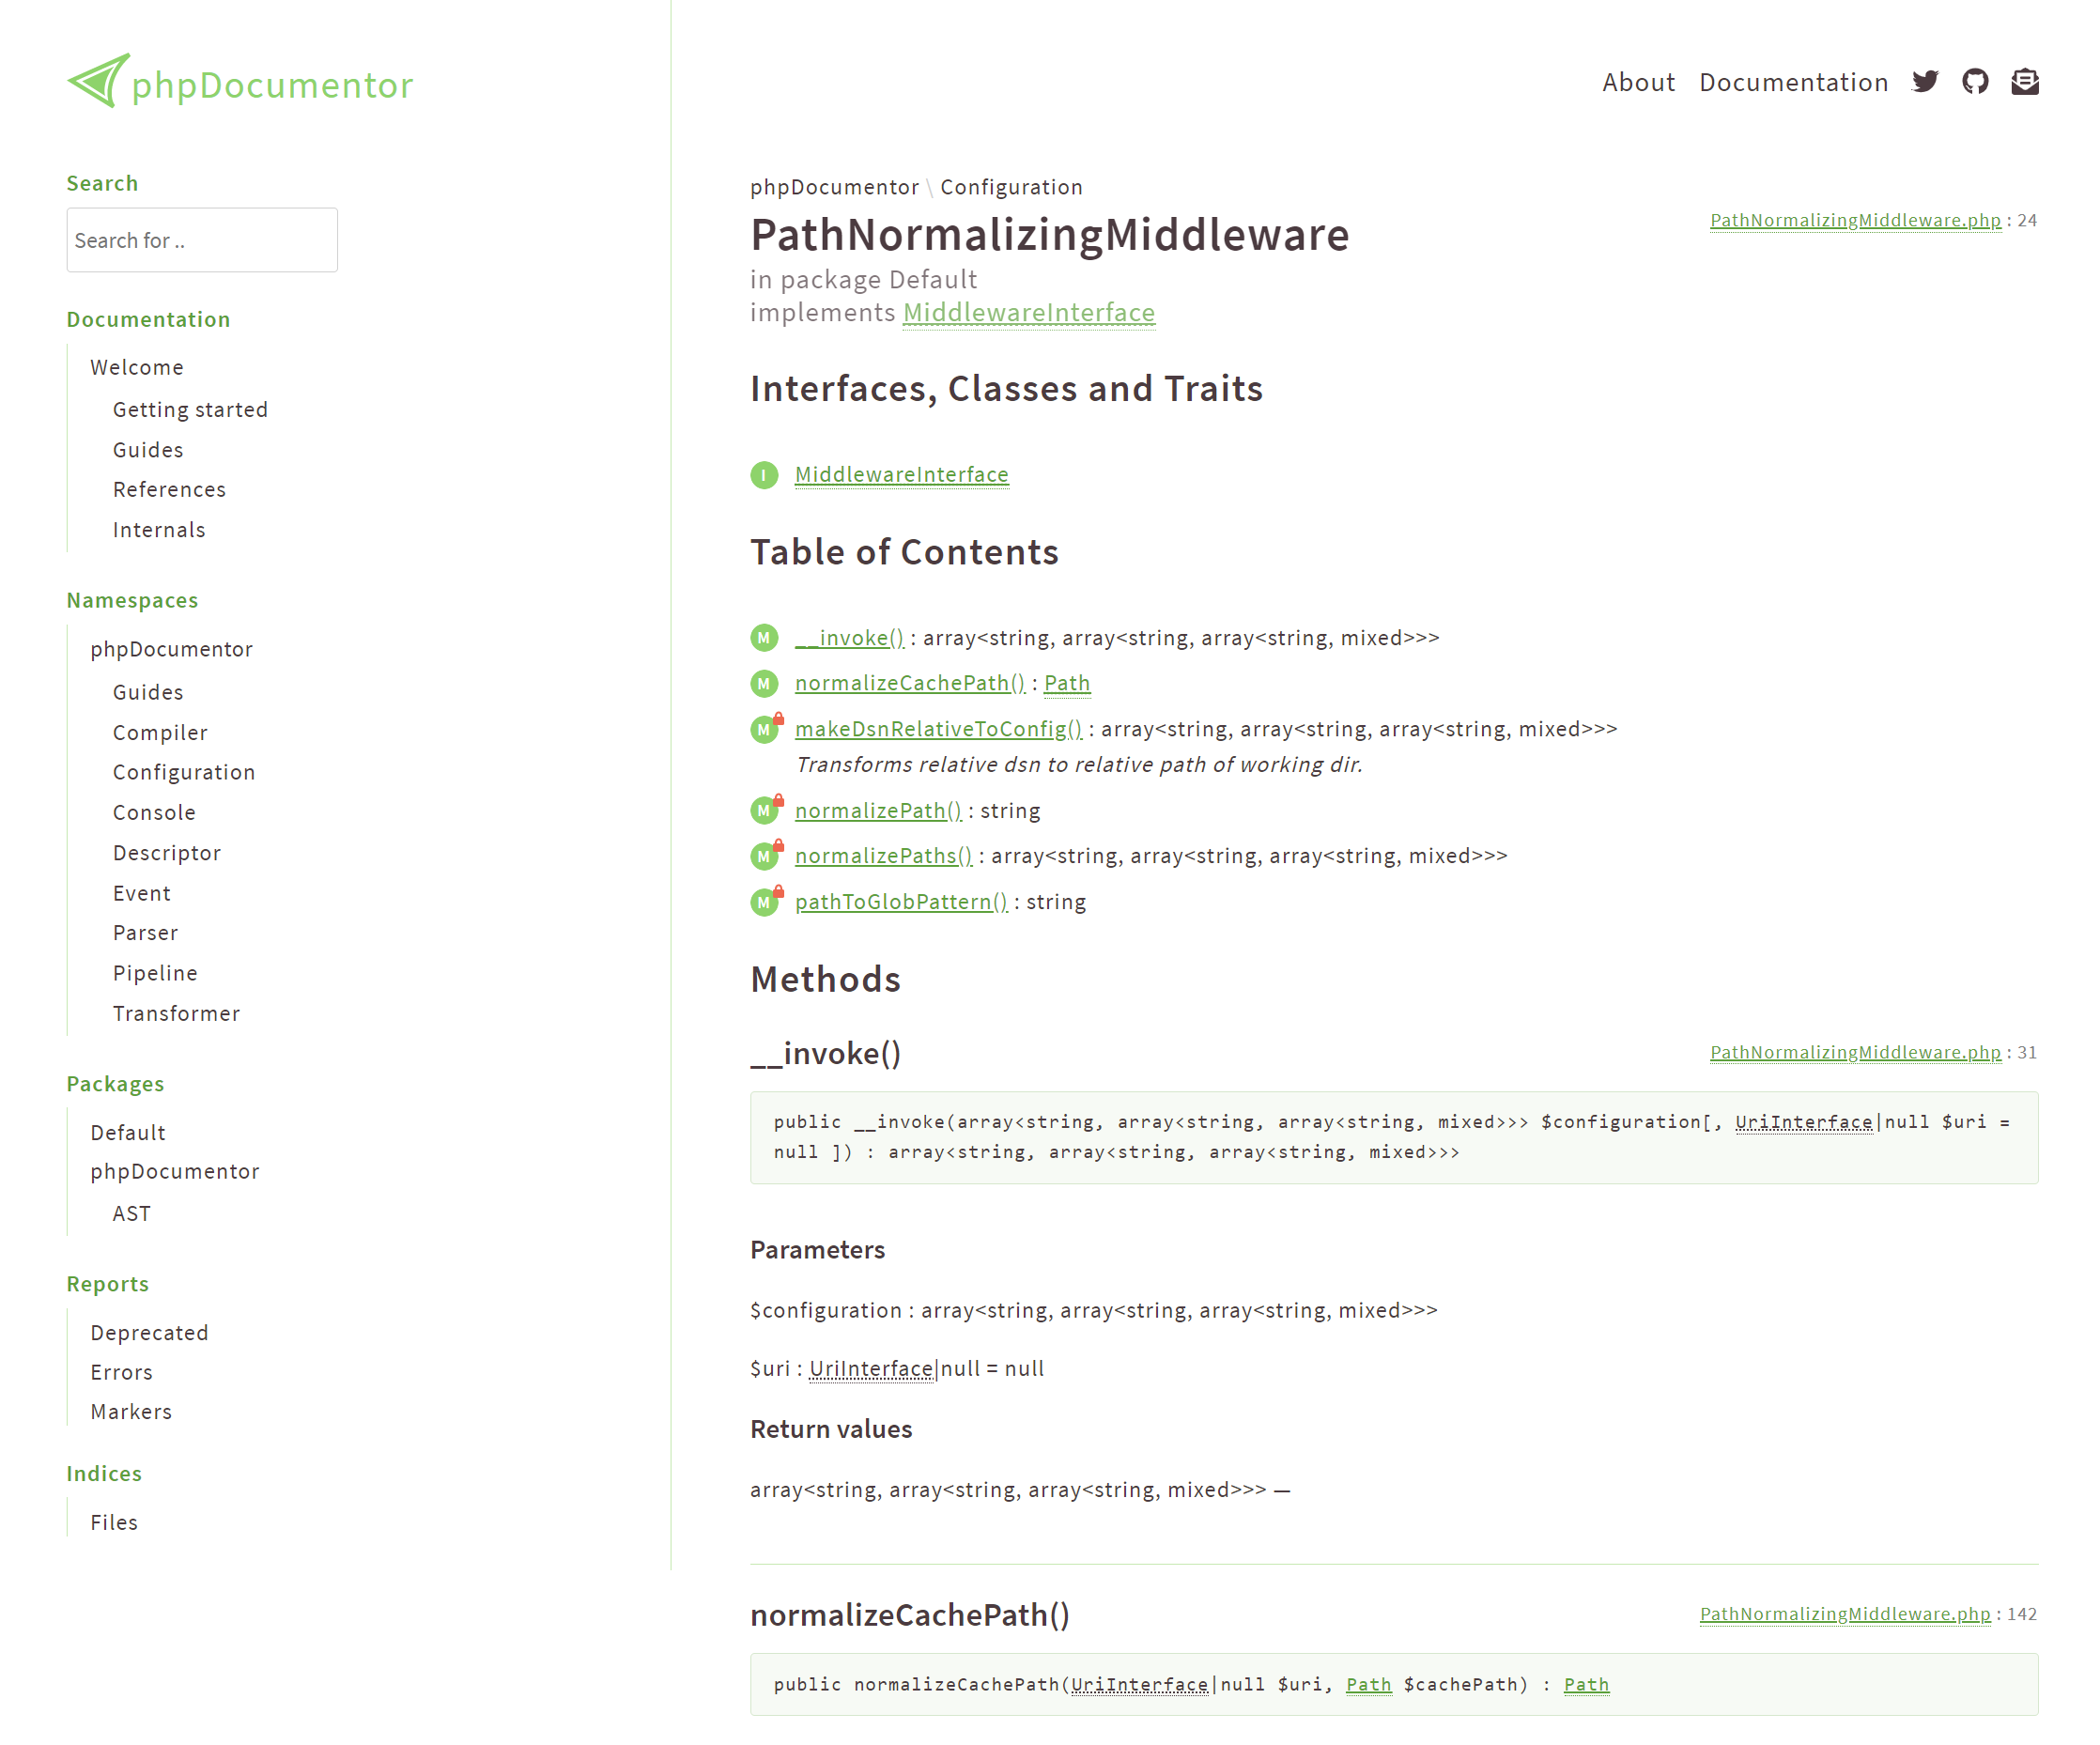 phpDocumentor
About Documentation
Search
Search for ..
Documentation
Welcome
Getting started
Guides
References
Internals
Namespaces
phpDocumentor
Guides
Compiler
Configuration
Console
Descriptor
Event
Parser
Pipeline
Transformer
Packages
Default
phpDocumentor
AST
Reports
Deprecated
Errors
Markers
Indices
Files
phpDocumentor \ Configuration
PathNormalizingMiddleware
PathNormalizingMiddleware.php : 24
in package Default
implements MiddlewareInterface
Interfaces, Classes and Traits
I MiddlewareInterface
Table of Contents
M __invoke() : array<string, array<string, array<string, mixed>>>
M normalizeCachePath() : Path
M makeDsnRelativeToConfig() : array<string, array<string, array<string, mixed>>>
Transforms relative dsn to relative path of working dir.
M normalizePath() : string
M normalizePaths() : array<string, array<string, array<string, mixed>>>
M pathToGlobPattern() : string
Methods
__invoke()
PathNormalizingMiddleware.php : 31
public __invoke(array<string, array<string, array<string, mixed>>> $configuration[, UriInterface|null $uri =
null ]) : array<string, array<string, array<string, mixed>>>
Parameters
$configuration : array<string, array<string, array<string, mixed>>>
$uri : UriInterface|null = null
Return values
array<string, array<string, array<string, mixed>>> —
normalizeCachePath()
PathNormalizingMiddleware.php : 142
public normalizeCachePath(UriInterface|null $uri, Path $cachePath) : Path